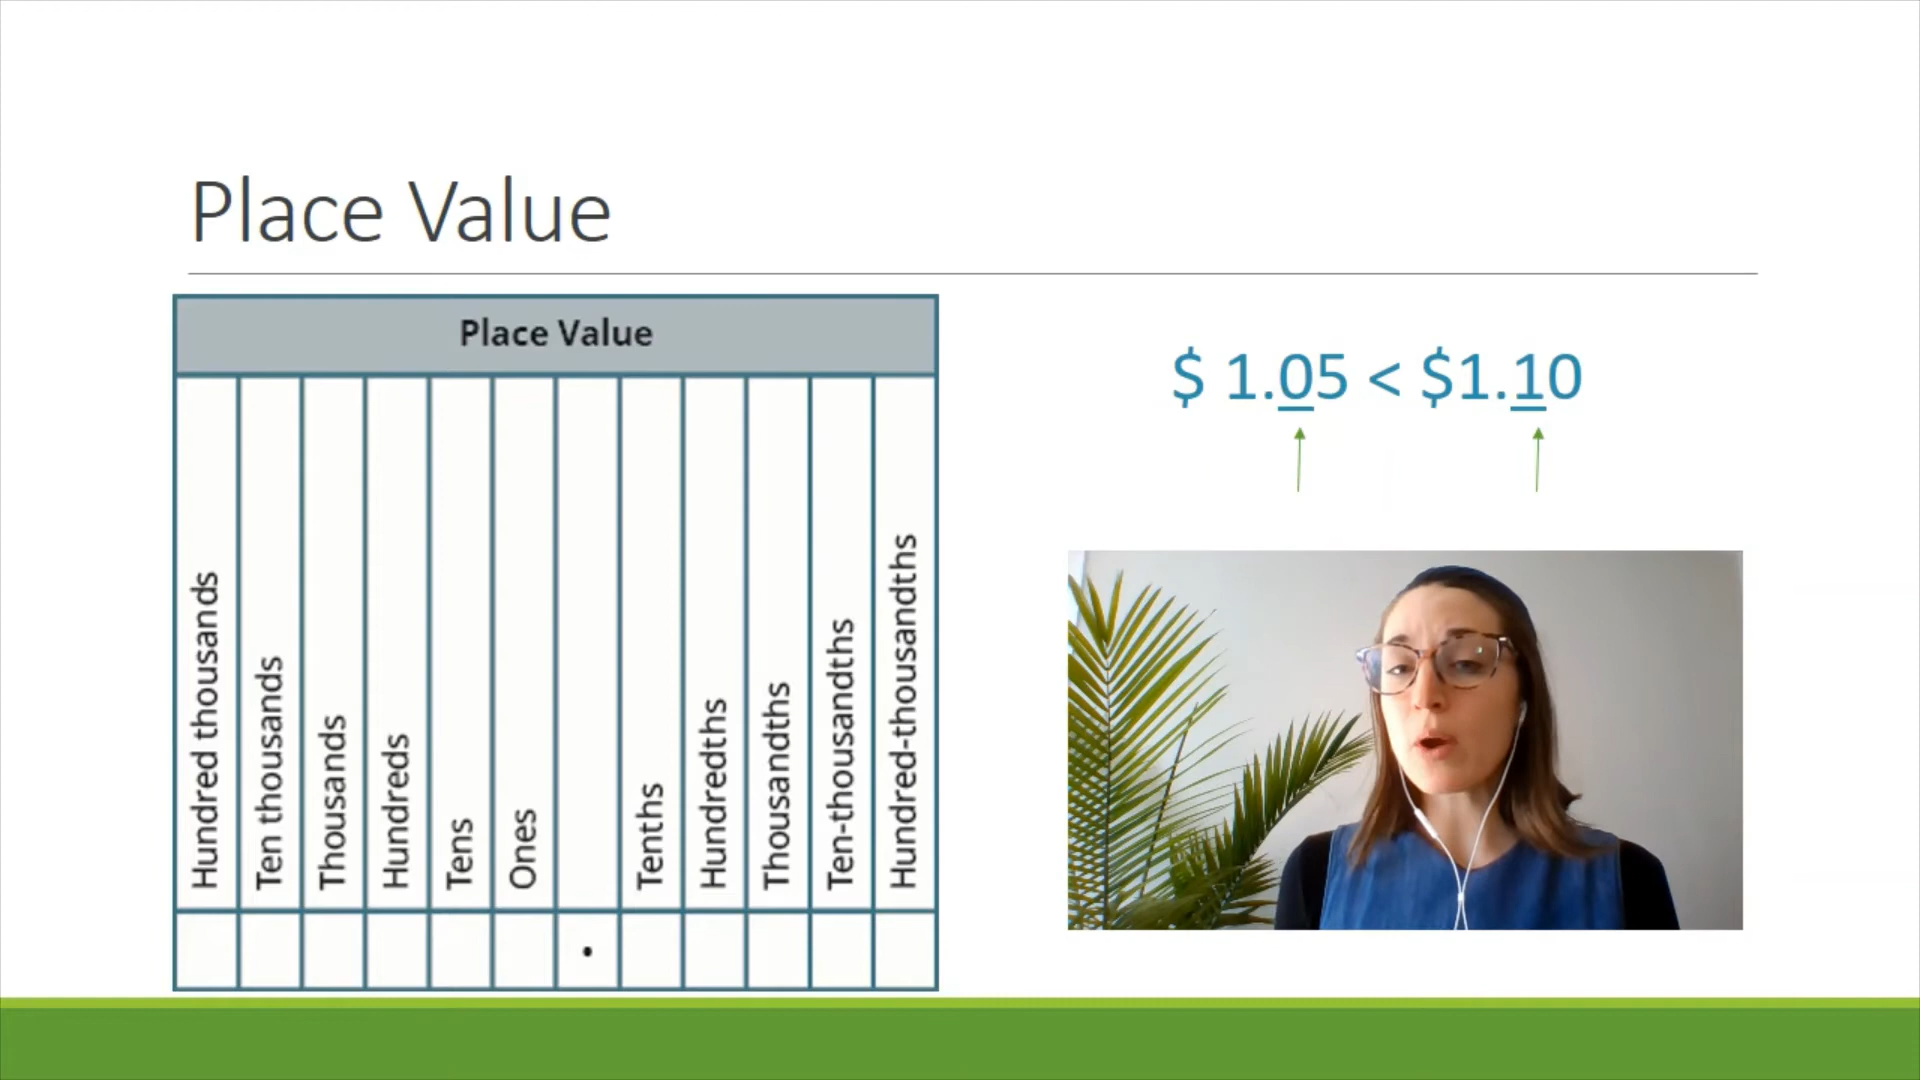 Place Value
Place Value
Hundred thousands
Ten thousands
Thousands
Hundreds
Tens
Ones
Tenths
Hundredths
Thousandths
Ten-thousandths
Hundred-thousandths
.
$ 1.05 < $1.10